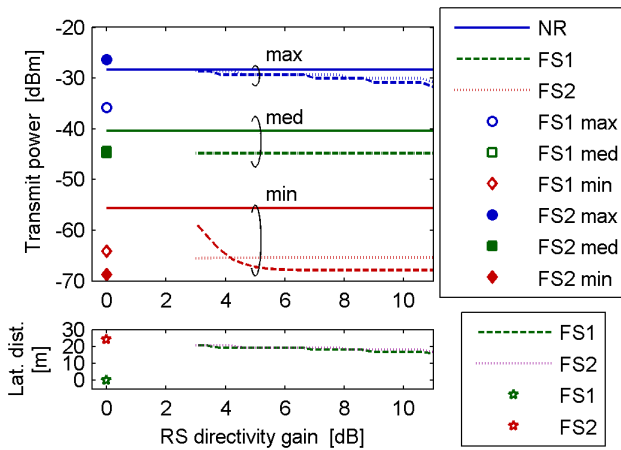 -20
-30
-40
-50
-60
-70
Transmit power [dBm]
max
med
min
0 2 4 6 8 10
NR
FS1
FS2
FS1 max
FS1 med
FS1 min
FS2 max
FS2 med
FS2 min
30
20
10
0
Lat. dist.
[m]
0 2 4 6 8 10
RS directivity gain [dB]
FS1
FS2
FS1
FS2